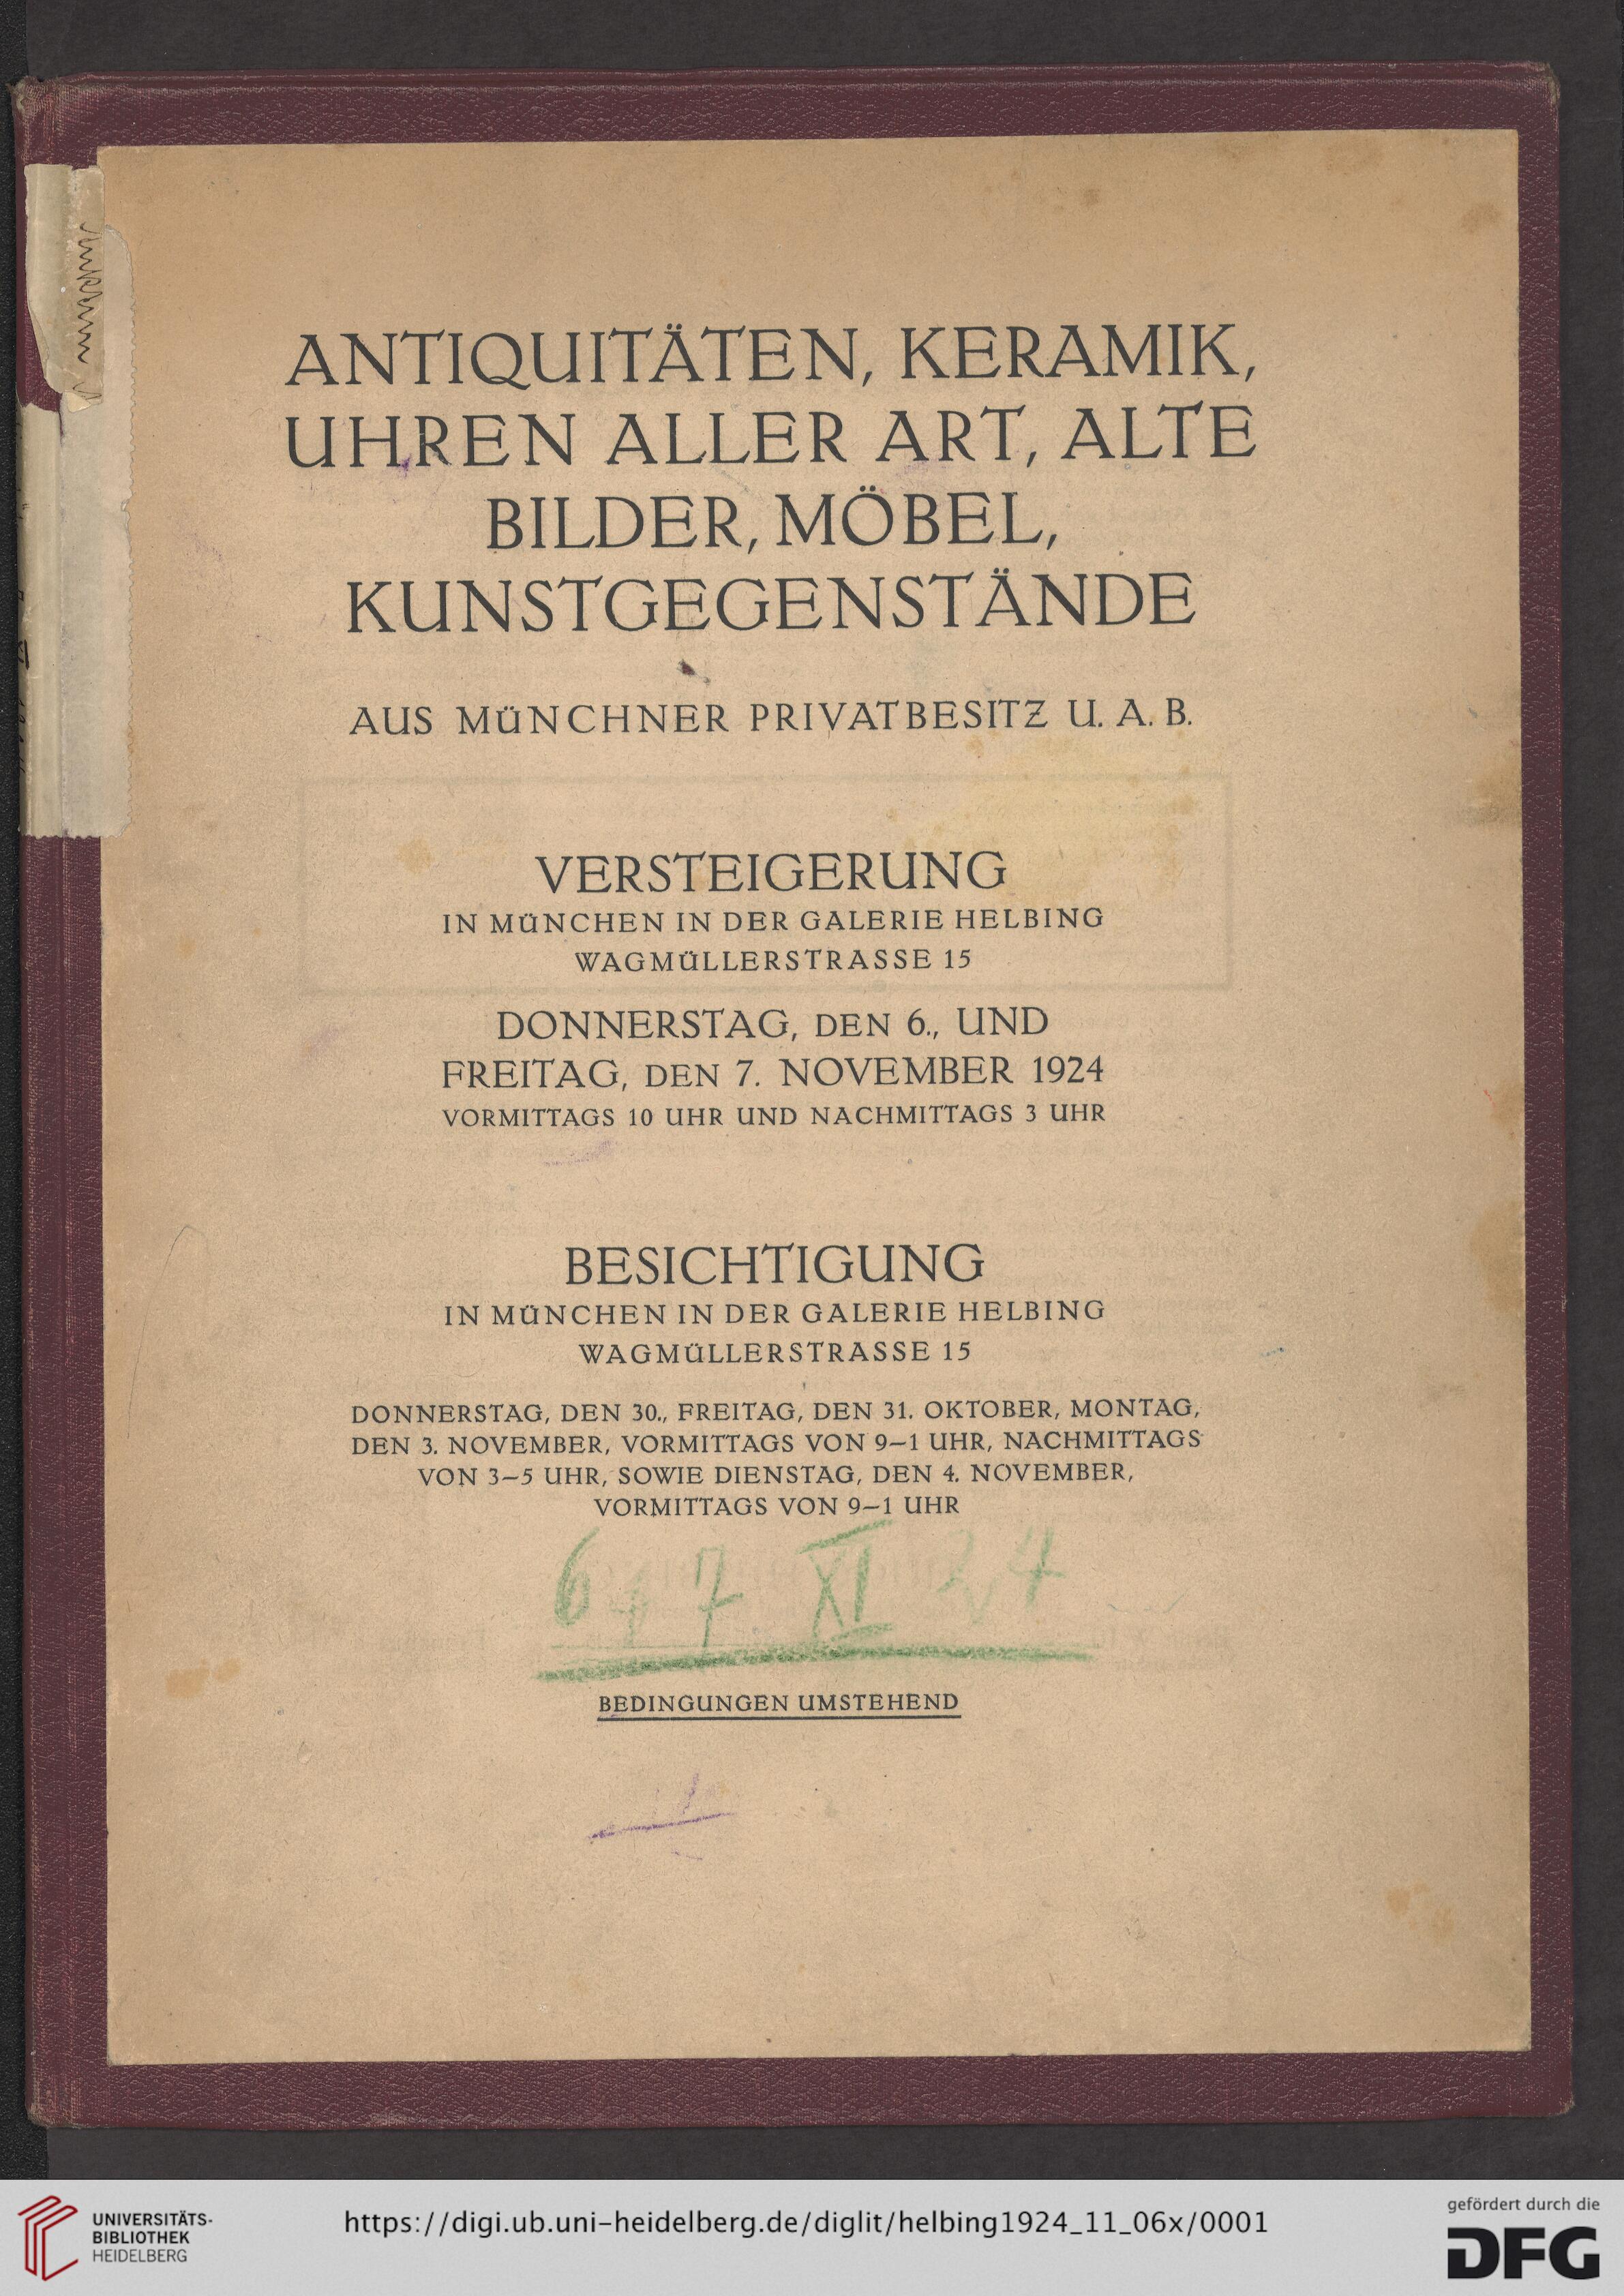 ANTIQUITÄTEN, KERAMIK,
UHREN ALLER ART, ALTE
BILDER, MÖBEL,
KUNSTGEGENSTÄNDE
AUS MÜNCHNER PRIVATBESITZ U. A. B.
VERSTEIGERUNG
IN MÜNCHEN IN DER GALERIE HELBING
WAGMÜLLERSTRASSE 15
DONNERSTAG, DEN 6., UND
FREITAG, DEN 7. NOVEMBER 1924
VORMITTAGS 10 UHR UND NACHMITTAGS 3 UHR
BESICHTIGUNG
IN MÜNCHEN IN DER GALERIE HELBING
WAGMÜLLERSTRASSE 15
DONNERSTAG, DEN 30., FREITAG, DEN 31. OKTOBER, MONTAG,
DEN 3. NOVEMBER, VORMITTAGS VON 9–1 UHR, NACHMITTAGS
VON 3–5 UHR, SOWIE DIENSTAG, DEN 4. NOVEMBER,
VORMITTAGS VON 9–1 UHR
6 7 XI 24
BEDINGUNGEN UMSTEHEND
UNIVERSITÄTS-
BIBLIOTHEK
HEIDELBERG
https://digi.ub.uni-heidelberg.de/diglit/helbing1924_11_06x/0001
gefördert durch die
DFG